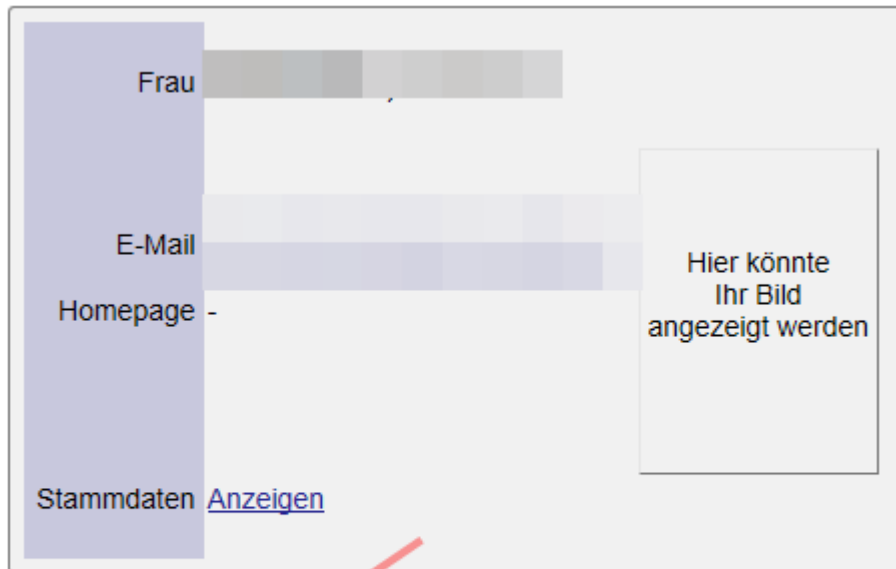 Frau
E-Mail
Homepage -
Hier könnte
Ihr Bild
angezeigt werden
Stammdaten Anzeigen